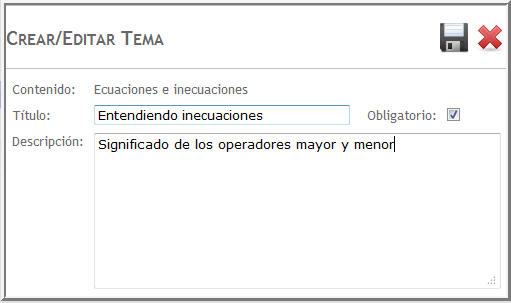 Crear/Editar Tema
Contenido: Ecuaciones e inecuaciones
Título: Entendiendo inecuaciones Obligatorio:
Descripción: Significado de los operadores mayor y menor